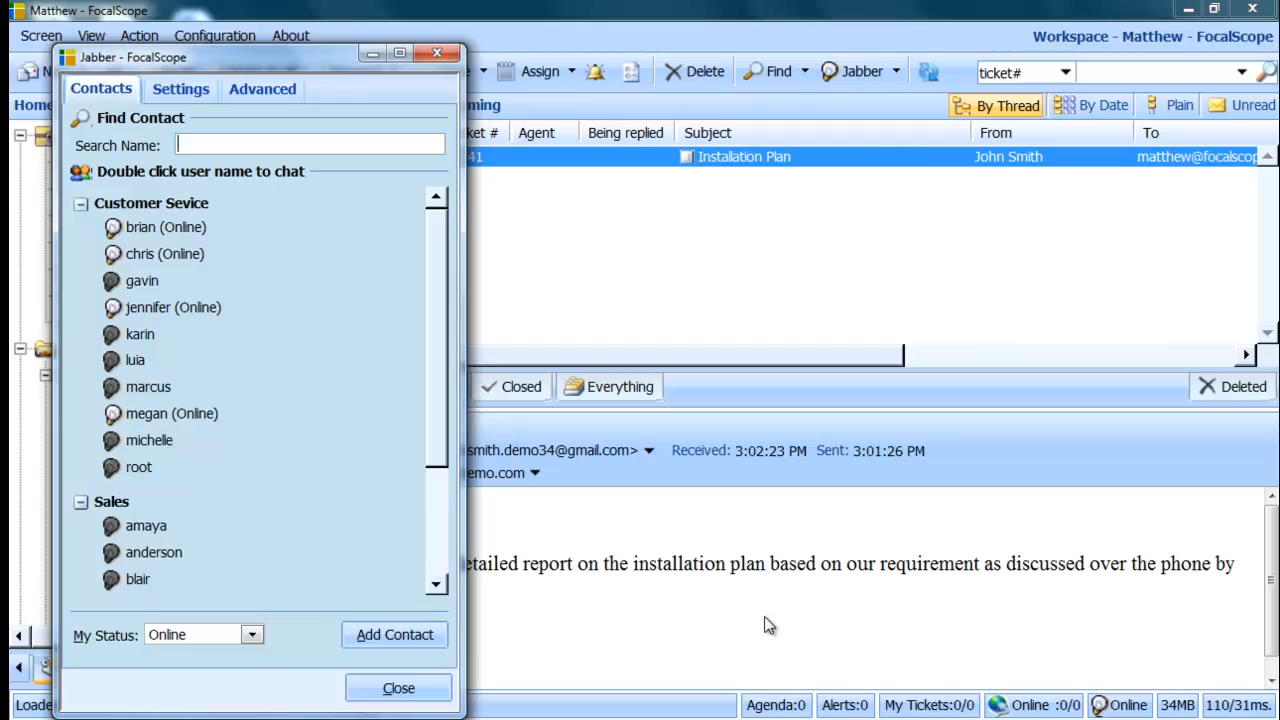 Matthew - FocalScope
Screen View Action Configuration About
Workspace - Matthew - FocalScope
Jabber - FocalScope
Assign Delete Find Jabber ticket#
Contacts Settings Advanced
Home
By Thread By Date Plain Unread
Find Contact
Agent Being replied Subject From To
Search Name:
41 Installation Plan John Smith matthew@focalscop
Double click user name to chat
Customer Sevice
brian (Online)
chris (Online)
gavin
jennifer (Online)
karin
luia
marcus
megan (Online)
michelle
root
Sales
amaya
anderson
blair
Closed Everything Deleted
smith.demo34@gmail.com> Received: 3:02:23 PM Sent: 3:01:26 PM
emo.com
etailed report on the installation plan based on our requirement as discussed over the phone by
My Status: Online Add Contact
Close
Loade
Agenda:0 Alerts:0 My Tickets:0/0 Online :0/0 Online 34MB 110/31ms.